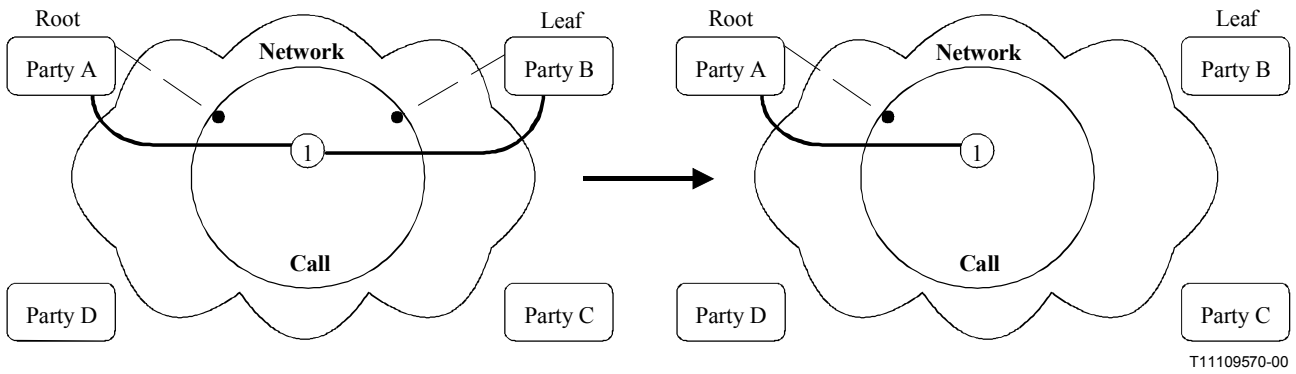 Root
Leaf
Party A
Network
Party B
1
Call
Party D
Party C
Root
Leaf
Party A
Network
Party B
1
Call
Party D
Party C
T11109570-00